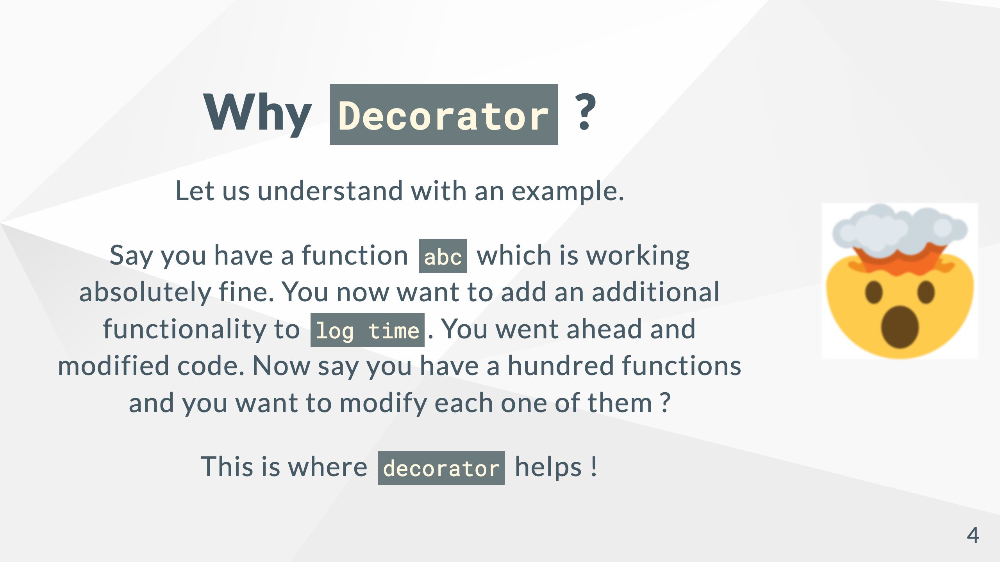 Why Decorator ?
Let us understand with an example.
Say you have a function abc which is working
absolutely fine. You now want to add an additional
functionality to log time. You went ahead and
modified code. Now say you have a hundred functions
and you want to modify each one of them ?
This is where decorator helps !
4